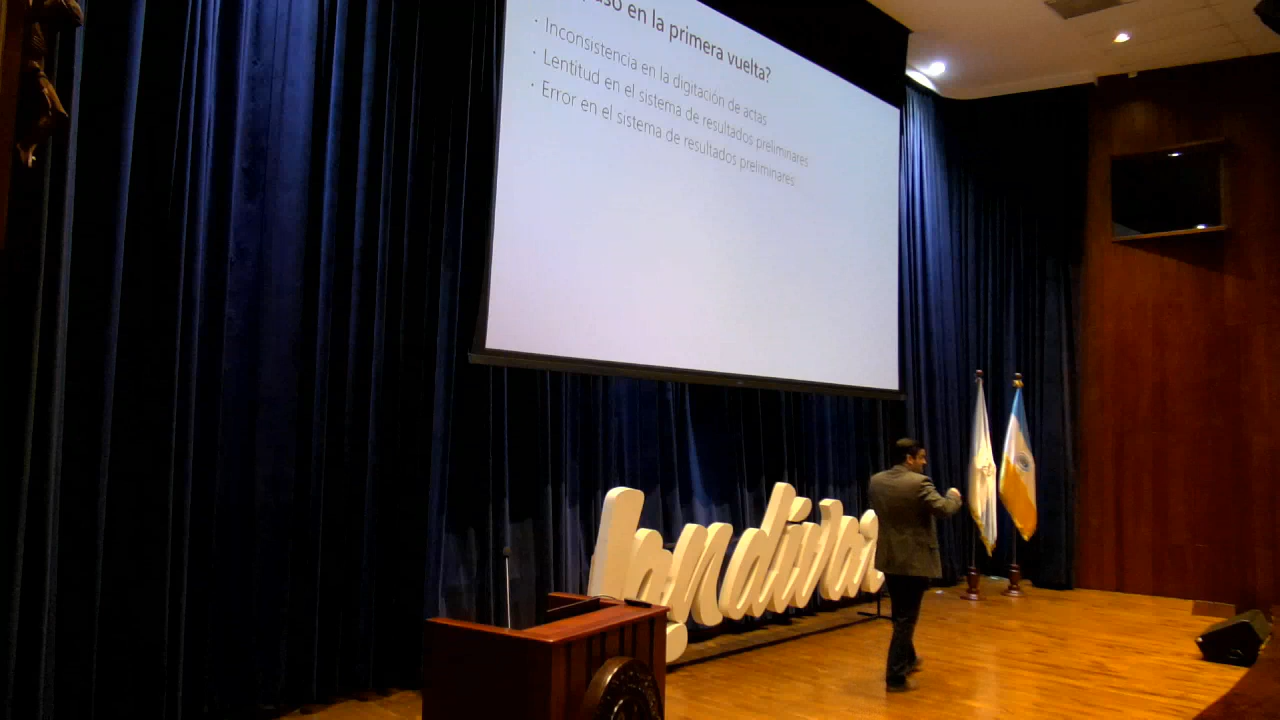 en la primera vuelta?
· Inconsistencia en la digitación de actas
· Lentitud en el sistema de resultados preliminares
· Error en el sistema de resultados preliminares